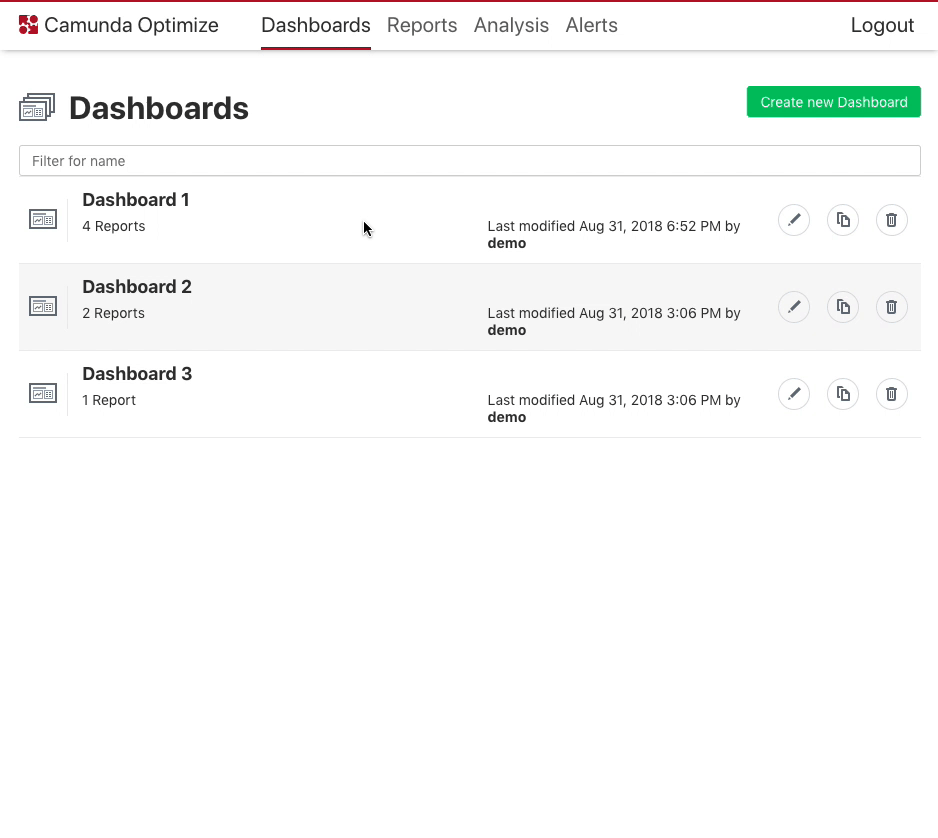 Camunda Optimize Dashboards Reports Analysis Alerts Logout
Dashboards
Create new Dashboard
Filter for name
Dashboard 1
4 Reports
Last modified Aug 31, 2018 6:52 PM by
demo
Dashboard 2
2 Reports
Last modified Aug 31, 2018 3:06 PM by
demo
Dashboard 3
1 Report
Last modified Aug 31, 2018 3:06 PM by
demo